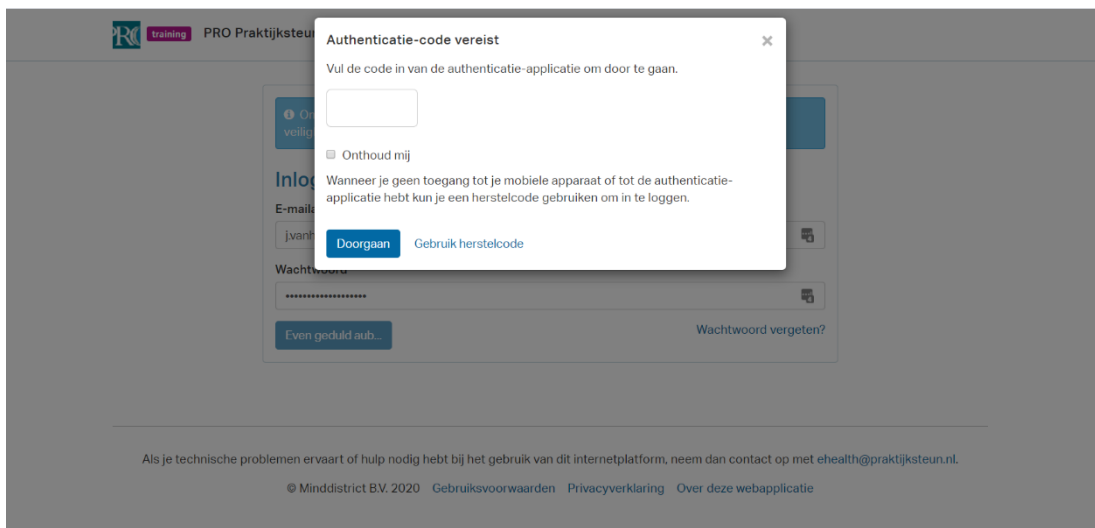 PR training PRO Praktijksteu
Authenticatie-code vereist ×
Vul de code in van de authenticatie-applicatie om door te gaan.
veilig
Onthoud mij
Wanneer je geen toegang tot je mobiele apparaat of tot de authenticatie-
applicatie hebt kun je een herstelcode gebruiken om in te loggen.
Doorgaan Gebruik herstelcode
Inlog
E-maila
j.vanh
Wachtwoord
•••••••••••••••••••
Even geduld aub... Wachtwoord vergeten?
Als je technische problemen ervaart of hulp nodig hebt bij het gebruik van dit internetplatform, neem dan contact op met ehealth@praktijksteun.nl.
© Minddistrict B.V. 2020 Gebruiksvoorwaarden Privacyverklaring Over deze webapplicatie